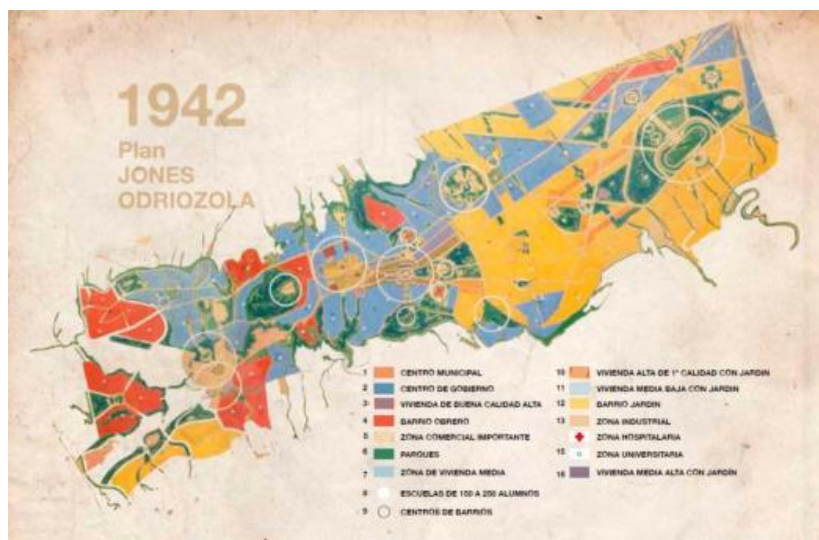 1942
Plan
JONES
ODRIOZOLA
1 CENTRO MUNICIPAL
2 CENTRO DE GOBIERNO
3 VIVIENDA DE BUENA CALIDAD ALTA
4 BARRIO OBRERO
5 ZONA COMERCIAL IMPORTANTE
6 PARQUES
7 ZONA DE VIVIENDA MEDIA
8 ESCUELAS DE 150 A 250 ALUMNOS
9 CENTROS DE BARRIOS
10 VIVIENDA ALTA DE 1° CALIDAD CON JARDIN
11 VIVIENDA MEDIA BAJA CON JARDIN
12 BARRIO JARDIN
13 ZONA INDUSTRIAL
ZONA HOSPITALARIA
15 ZONA UNIVERSITARIA
16 VIVIENDA MEDIA ALTA CON JARDÍN